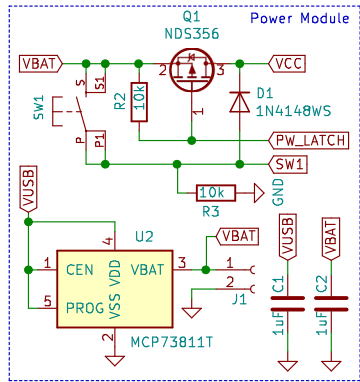 Power Module
Q1
NDS356
VBAT
2
3
VCC
S
S1
SW1
R2
10k
1
D1
1N4148WS
P
P1
PW_LATCH
SW1
10k
R3
GND
VUSB
U2
4
VBAT
1
CEN
VDD
VBAT
3
1
2
J1
5
PROG
VSS
2
MCP73811T
VUSB
VBAT
C1
1uF
C2
1uF